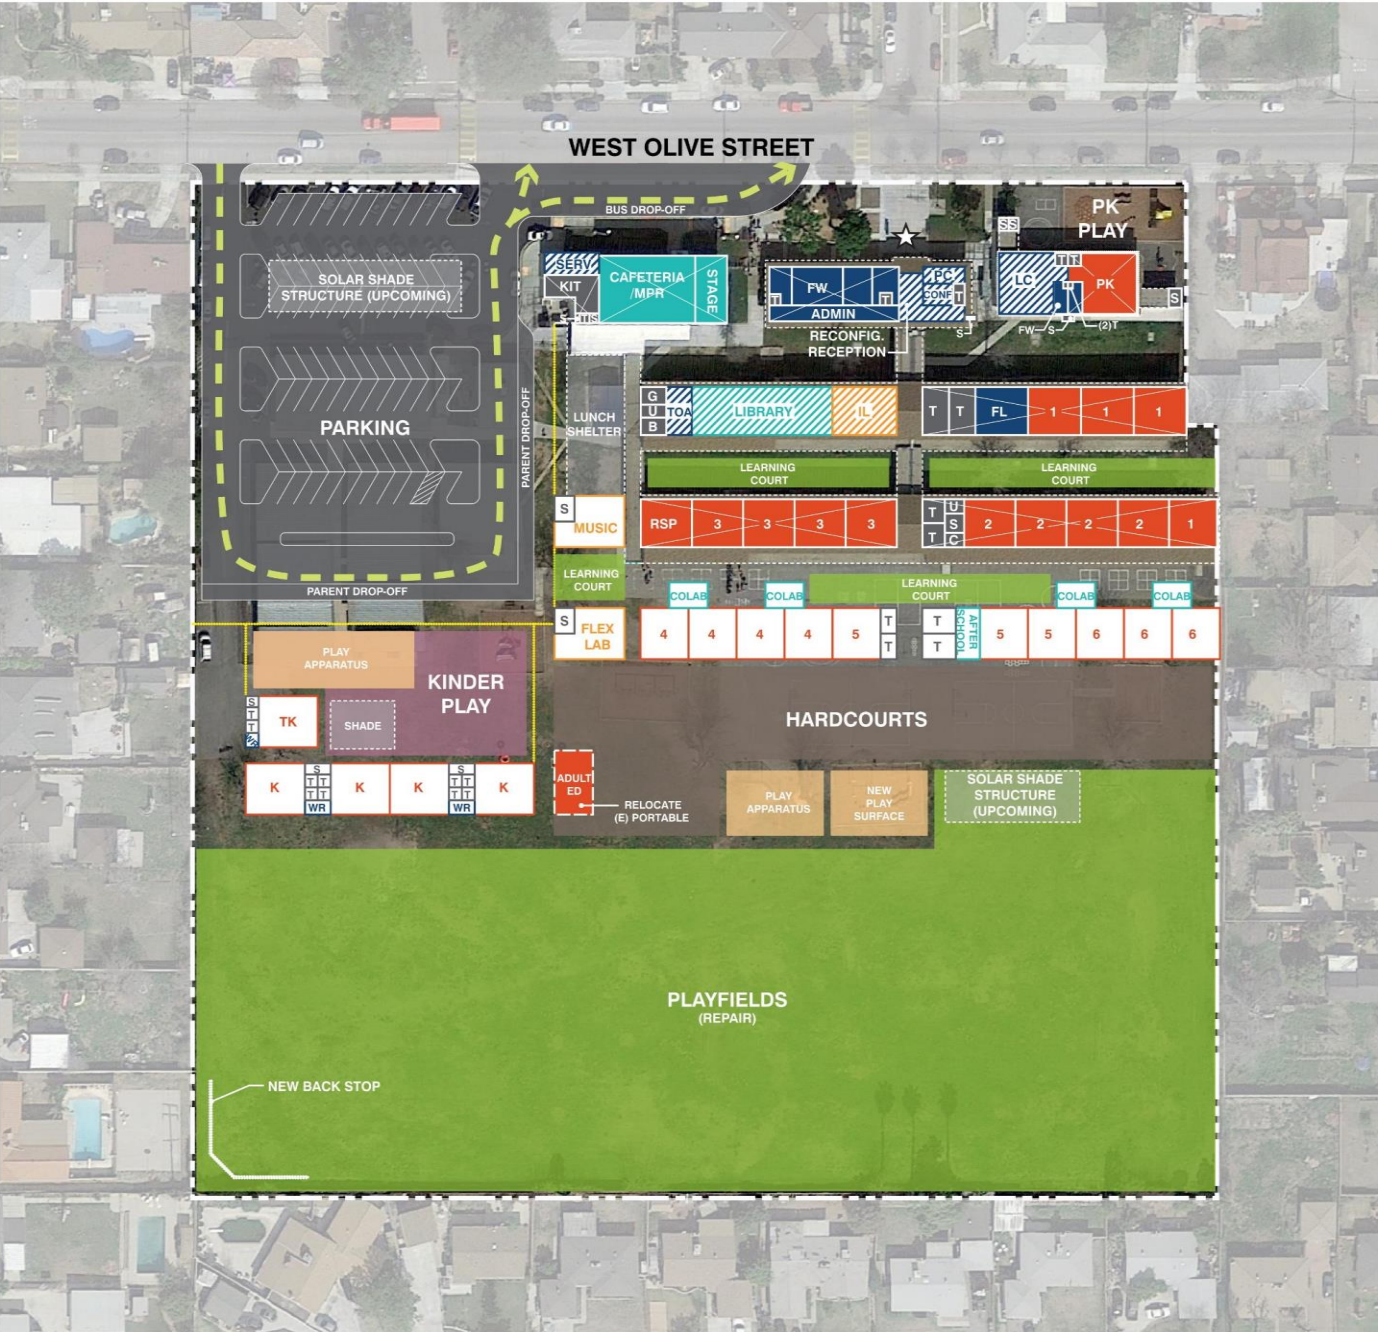 WEST OLIVE STREET
BUS DROP-OFF
PK
PLAY
SS
SOLAR SHADE
STRUCTURE (UPCOMING)
SERV
KIT
CAFETERIA
/MPR
STAGE
FW
T
T
ADMIN
PC
CONF
T
LC
TT
PK
S
S
FW
S
(2)T
RECONFIG.
RECEPTION
PARKING
PARENT DROP-OFF
LUNCH
SHELTER
G
U
B
TOA
LIBRARY
IL
T
T
FL
1
1
1
LEARNING
COURT
LEARNING
COURT
S
MUSIC
RSP
3
3
3
3
T
T
U
S
C
2
2
2
2
1
LEARNING
COURT
COLAB
COLAB
LEARNING
COURT
COLAB
COLAB
PARENT DROP-OFF
S
FLEX
LAB
4
4
4
4
5
T
T
T
T
AFTER
SCHOOL
5
5
6
6
6
PLAY
APPARATUS
KINDER
PLAY
S
T
T
TK
SHADE
HARDCOURTS
K
S
TT
TT
WR
K
K
S
TT
TT
WR
K
ADULT
ED
RELOCATE
(E) PORTABLE
PLAY
APPARATUS
NEW
PLAY
SURFACE
SOLAR SHADE
STRUCTURE
(UPCOMING)
PLAYFIELDS
(REPAIR)
NEW BACK STOP